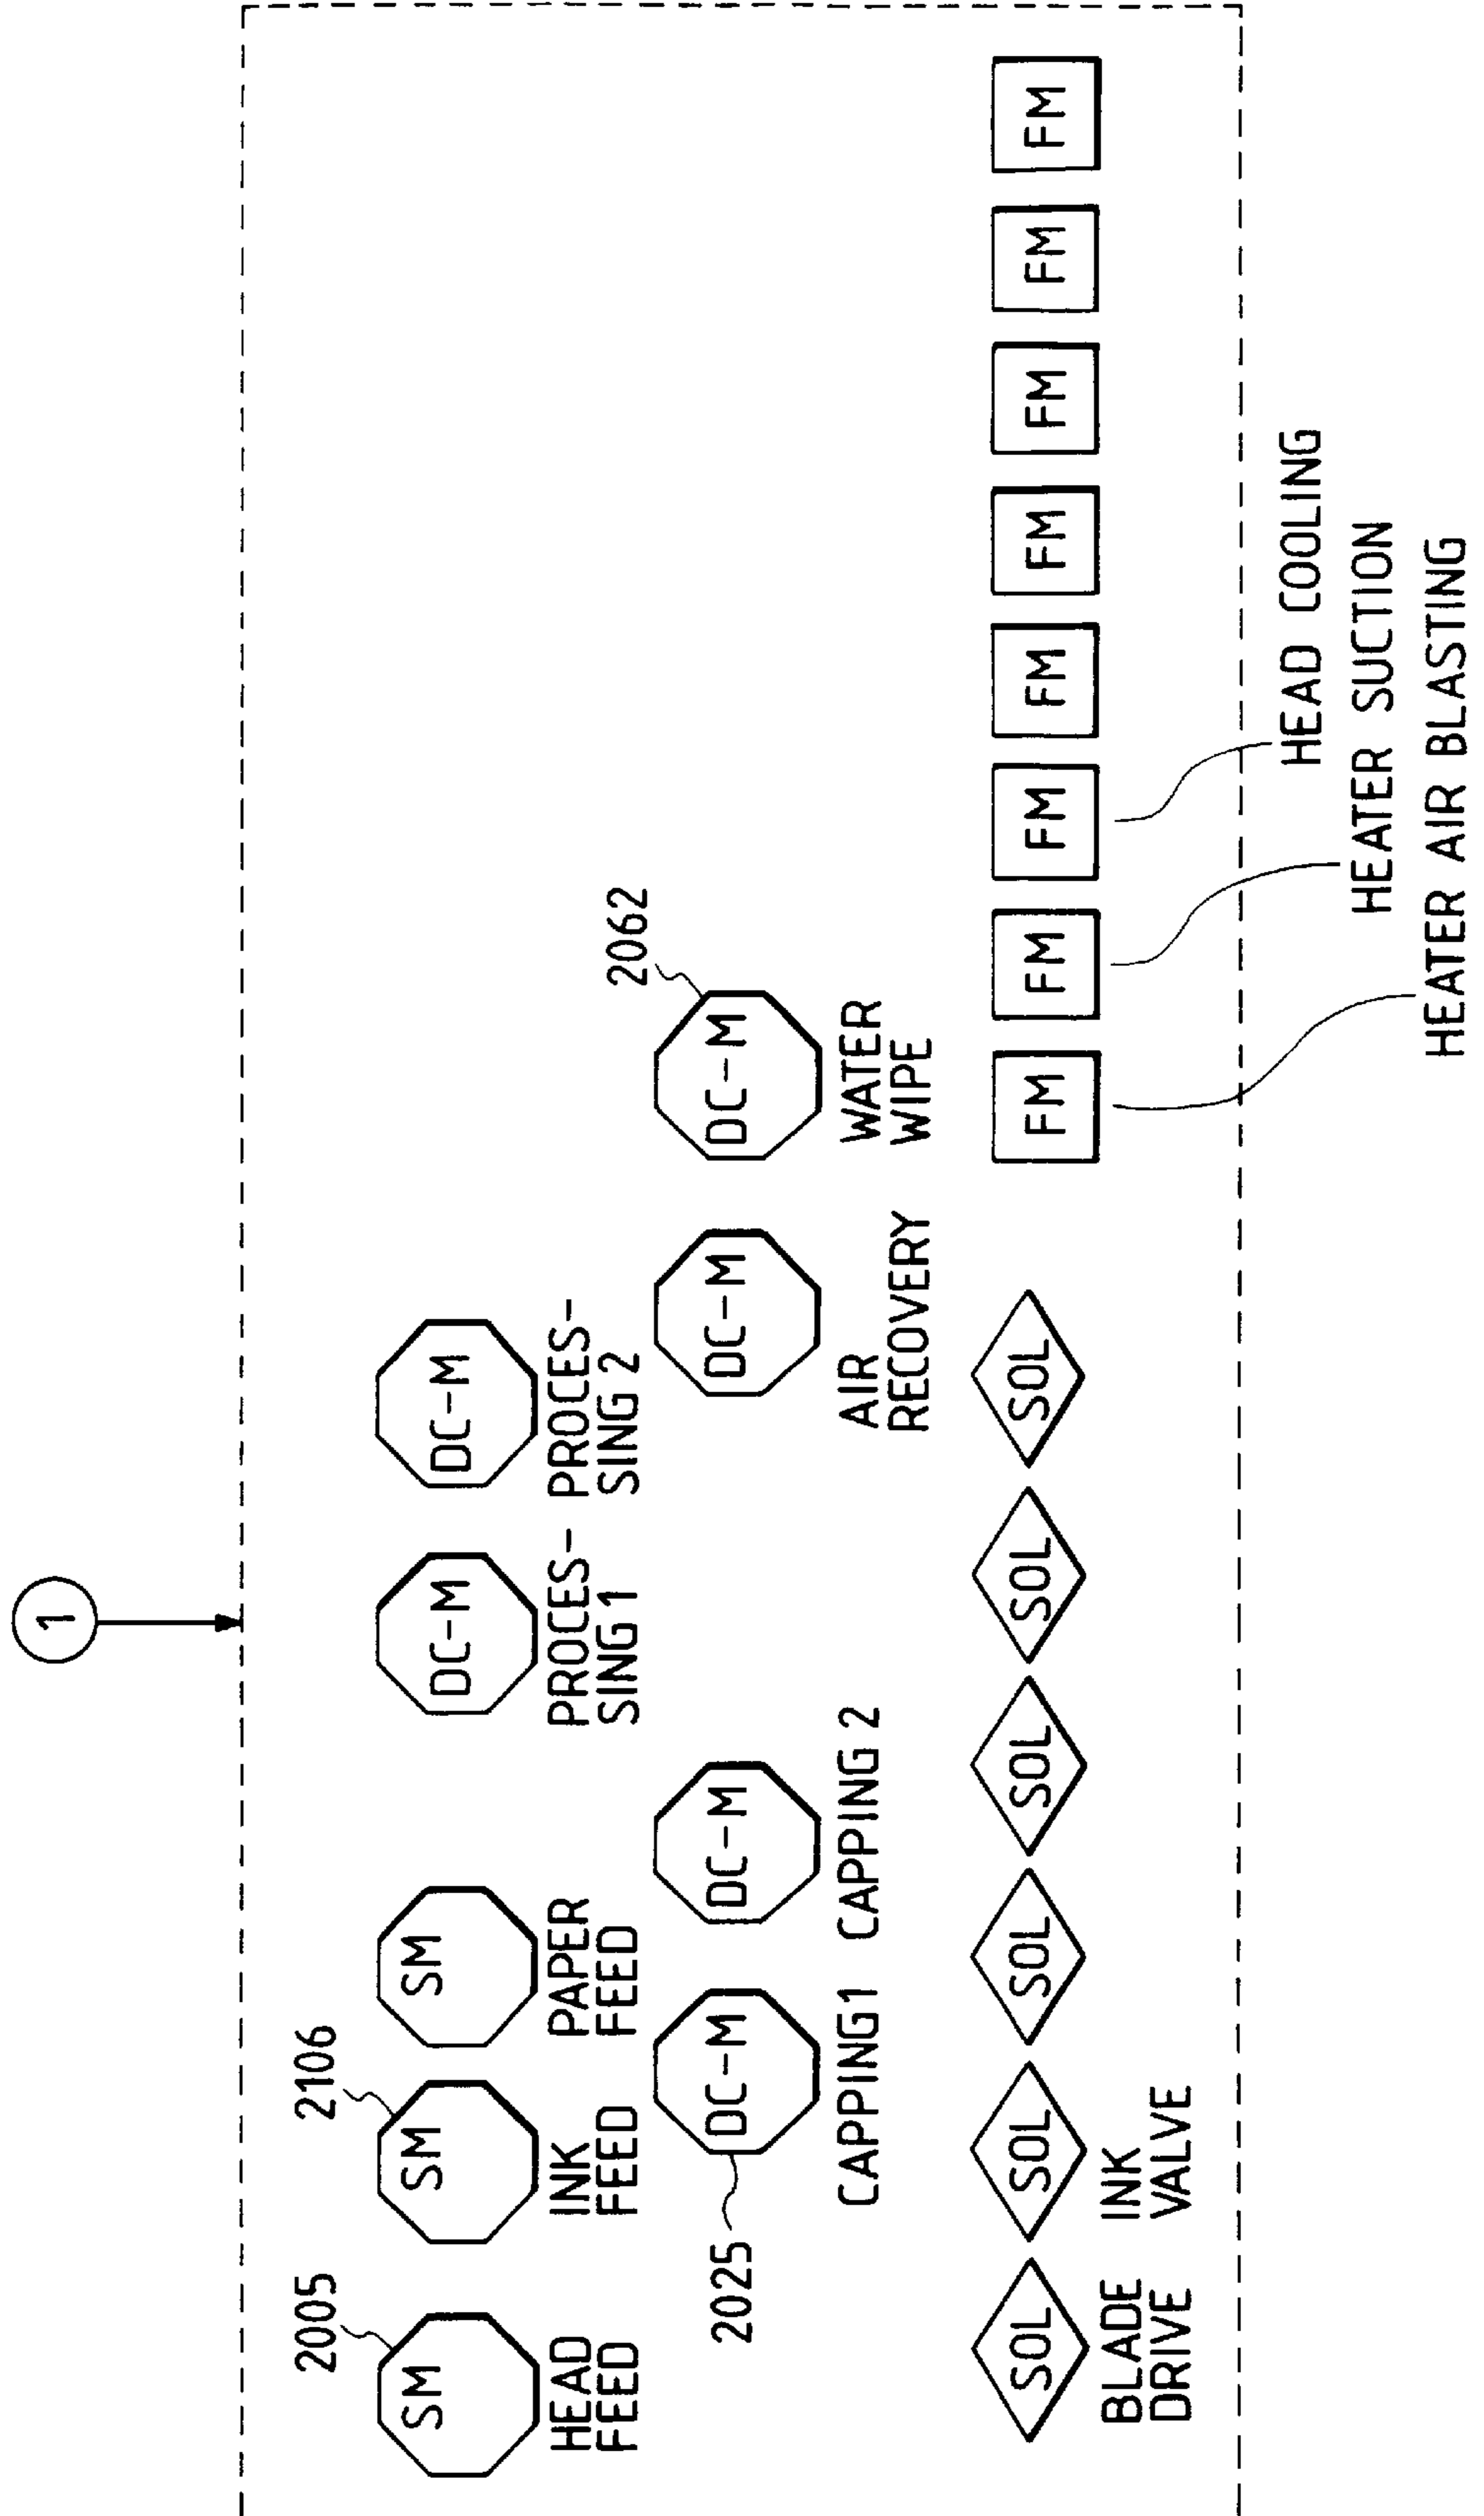 1
2005
2106
SM
SM
SM
DC-M
DC-M
HEAD
FEED
INK
FEED
PAPER
FEED
PROCES-
SING 1
PROCES-
SING 2
2025
2062
DC-M
DC-M
DC-M
DC-M
CAPPING 1
CAPPING 2
AIR
RECOVERY
WATER
WIPE
SOL
SOL
SOL
SOL
SOL
SOL
FM
FM
FM
FM
FM
FM
FM
FM
BLADE
DRIVE
INK
VALVE
HEAD COOLING
HEATER SUCTION
HEATER AIR BLASTING